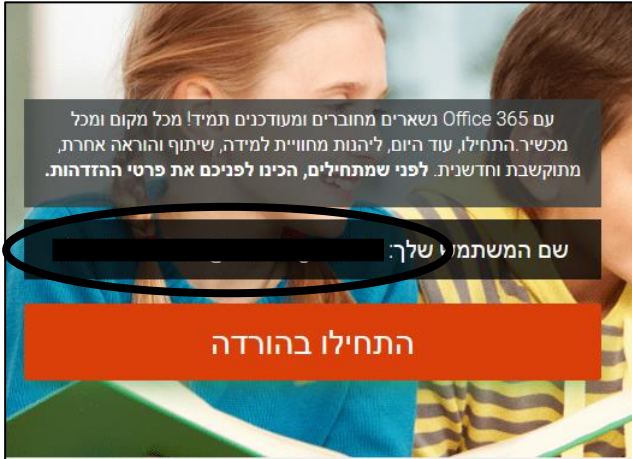 עם Office 365 נשארים מחוברים ומעודכנים תמיד! מכל מקום ומכל
מכשיר.התחילו, עוד היום, ליהנות מחוויית למידה, שיתוף והוראה אחרת,
מתוקשבת וחדשנית. לפני שמתחילים, הכינו לפניכם את פרטי ההזדהות.
שם המשתמש שלך:
התחילו בהורדה